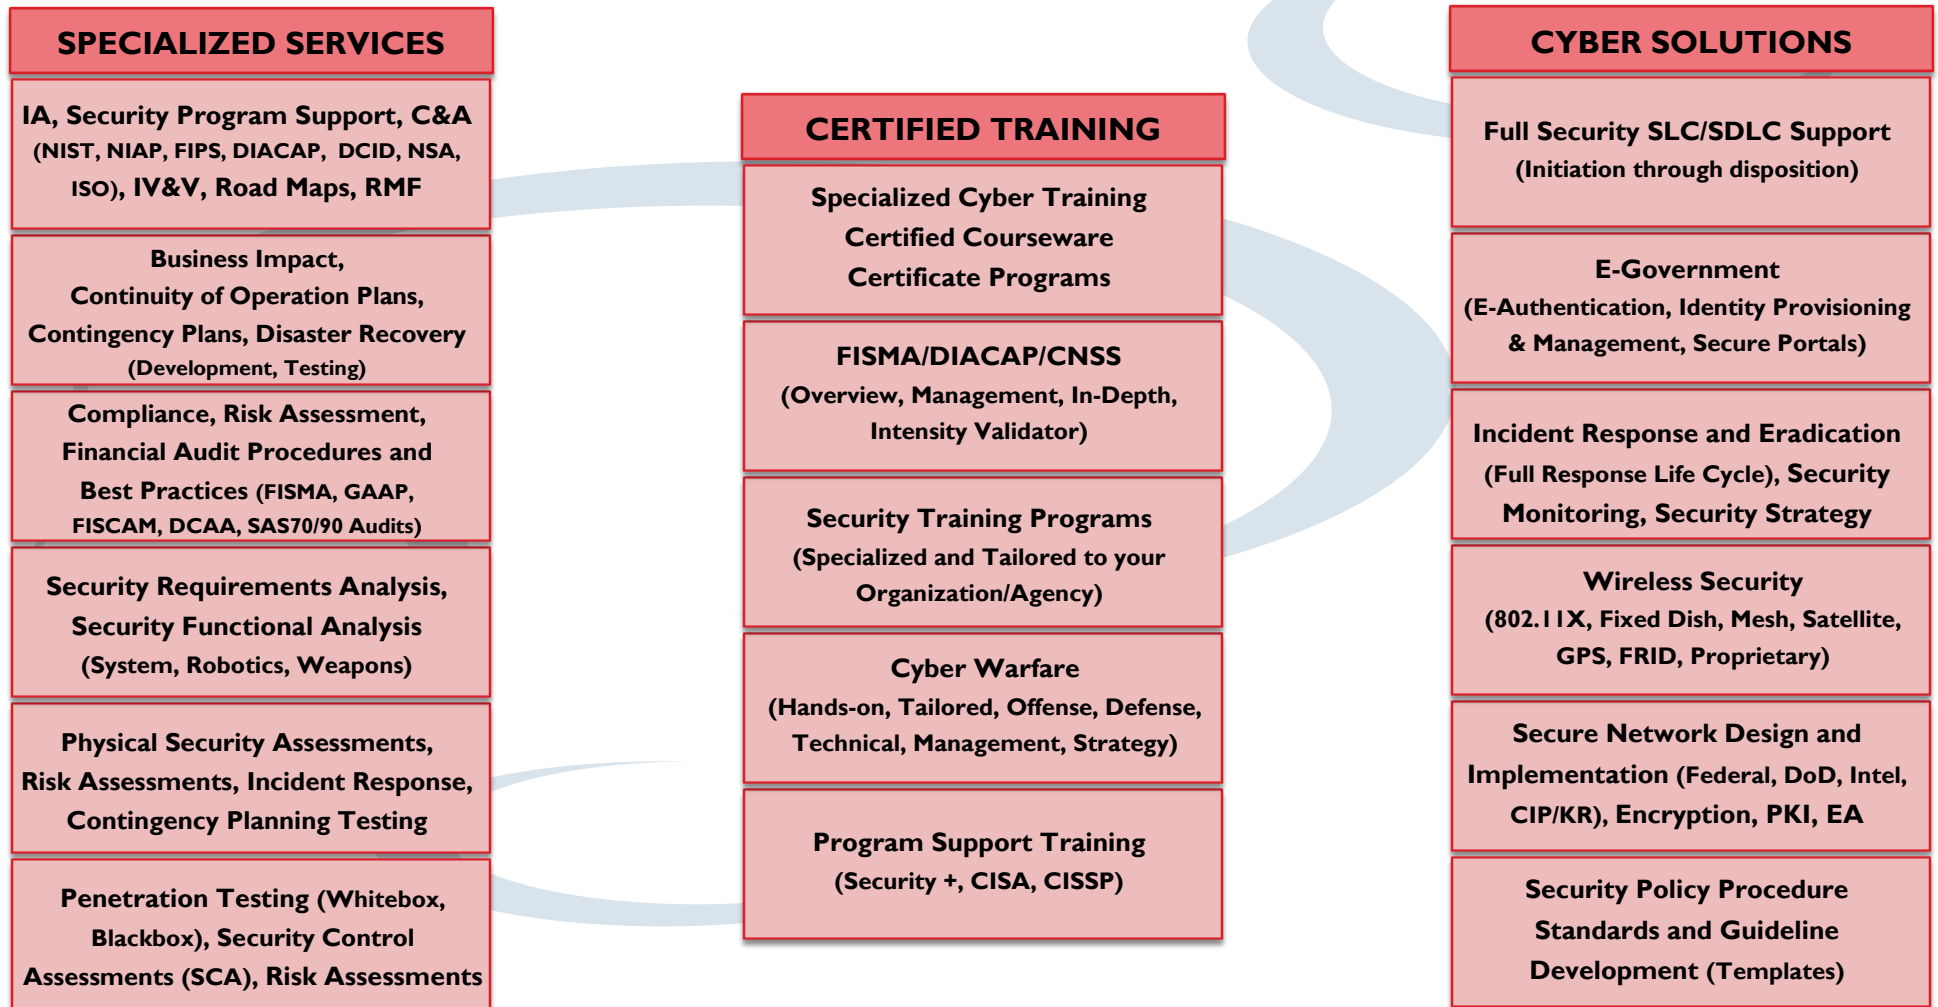 SPECIALIZED SERVICES
IA, Security Program Support, C&A
(NIST, NIAP, FIPS, DIACAP, DCID, NSA,
ISO), IV&V, Road Maps, RMF
Business Impact,
Continuity of Operation Plans,
Contingency Plans, Disaster Recovery
(Development, Testing)
Compliance, Risk Assessment,
Financial Audit Procedures and
Best Practices (FISMA, GAAP,
FISCAM, DCAA, SAS70/90 Audits)
Security Requirements Analysis,
Security Functional Analysis
(System, Robotics, Weapons)
Physical Security Assessments,
Risk Assessments, Incident Response,
Contingency Planning Testing
Penetration Testing (Whitebox,
Blackbox), Security Control
Assessments (SCA), Risk Assessments
CERTIFIED TRAINING
Specialized Cyber Training
Certified Courseware
Certificate Programs
FISMA/DIACAP/CNSS
(Overview, Management, In-Depth,
Intensity Validator)
Security Training Programs
(Specialized and Tailored to your
Organization/Agency)
Cyber Warfare
(Hands-on, Tailored, Offense, Defense,
Technical, Management, Strategy)
Program Support Training
(Security +, CISA, CISSP)
CYBER SOLUTIONS
Full Security SLC/SDLC Support
(Initiation through disposition)
E-Government
(E-Authentication, Identity Provisioning
& Management, Secure Portals)
Incident Response and Eradication
(Full Response Life Cycle), Security
Monitoring, Security Strategy
Wireless Security
(802.11X, Fixed Dish, Mesh, Satellite,
GPS, FRID, Proprietary)
Secure Network Design and
Implementation (Federal, DoD, Intel,
CIP/KR), Encryption, PKI, EA
Security Policy Procedure
Standards and Guideline
Development (Templates)